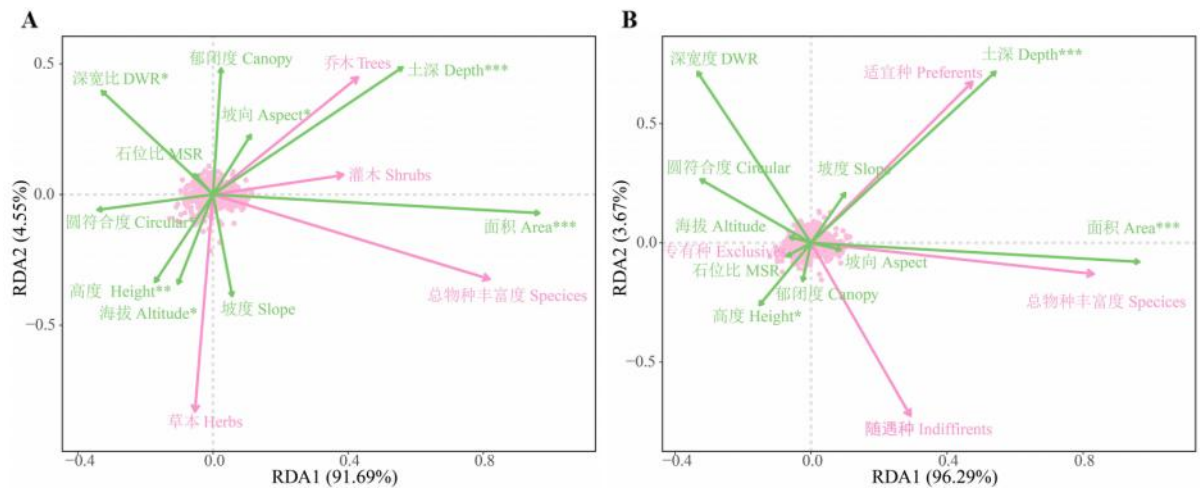 A
B
郁闭度 Canopy
乔木 Trees
土深 Depth***
深宽比 DWR*
坡向 Aspect*
石位比 MSR
灌木 Shrubs
圆符合度 Circular
面积 Area***
高度 Height**
海拔 Altitude*
坡度 Slope
总物种丰富度 Specices
草本 Herbs
0.5
0.0
−0.5
RDA2 (4.55%)
−0.4
0.0
0.4
0.8
RDA1 (91.69%)
深宽度 DWR
适宜种 Preferents
土深 Depth***
圆符合度 Circular
坡度 Slope
海拔 Altitude
面积 Area***
专有种 Exclusive
石位比 MSR
坡向 Aspect
郁闭度 Canopy
总物种丰富度 Specices
高度 Height*
随遇种 Indiffirents
0.5
0.0
−0.5
RDA2 (3.67%)
−0.4
0.0
0.4
0.8
RDA1 (96.29%)